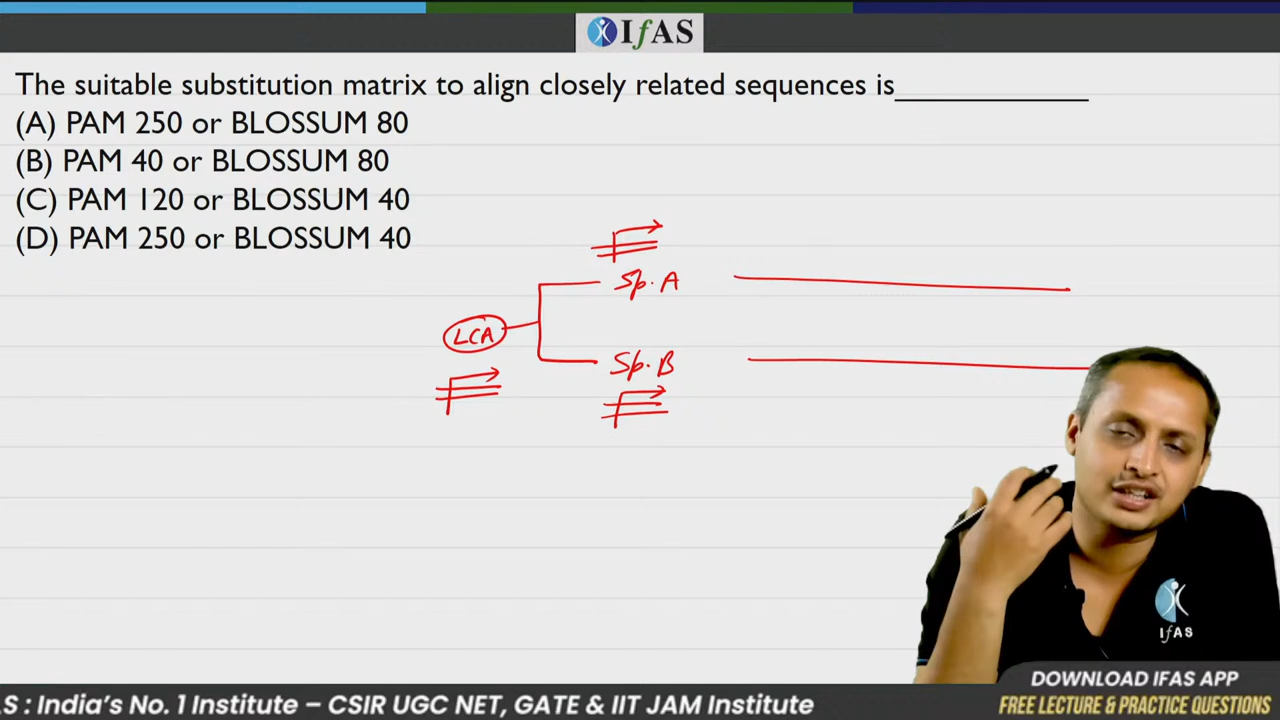 IfAS
The suitable substitution matrix to align closely related sequences is____________
(A) PAM 250 or BLOSSUM 80
(B) PAM 40 or BLOSSUM 80
(C) PAM 120 or BLOSSUM 40
(D) PAM 250 or BLOSSUM 40
Sp. A
LCA
Sp. B
IfAS
DOWNLOAD IFAS APP
FREE LECTURE & PRACTICE QUESTIONS
S : India's No. 1 Institute – CSIR UGC NET, GATE & IIT JAM Institute